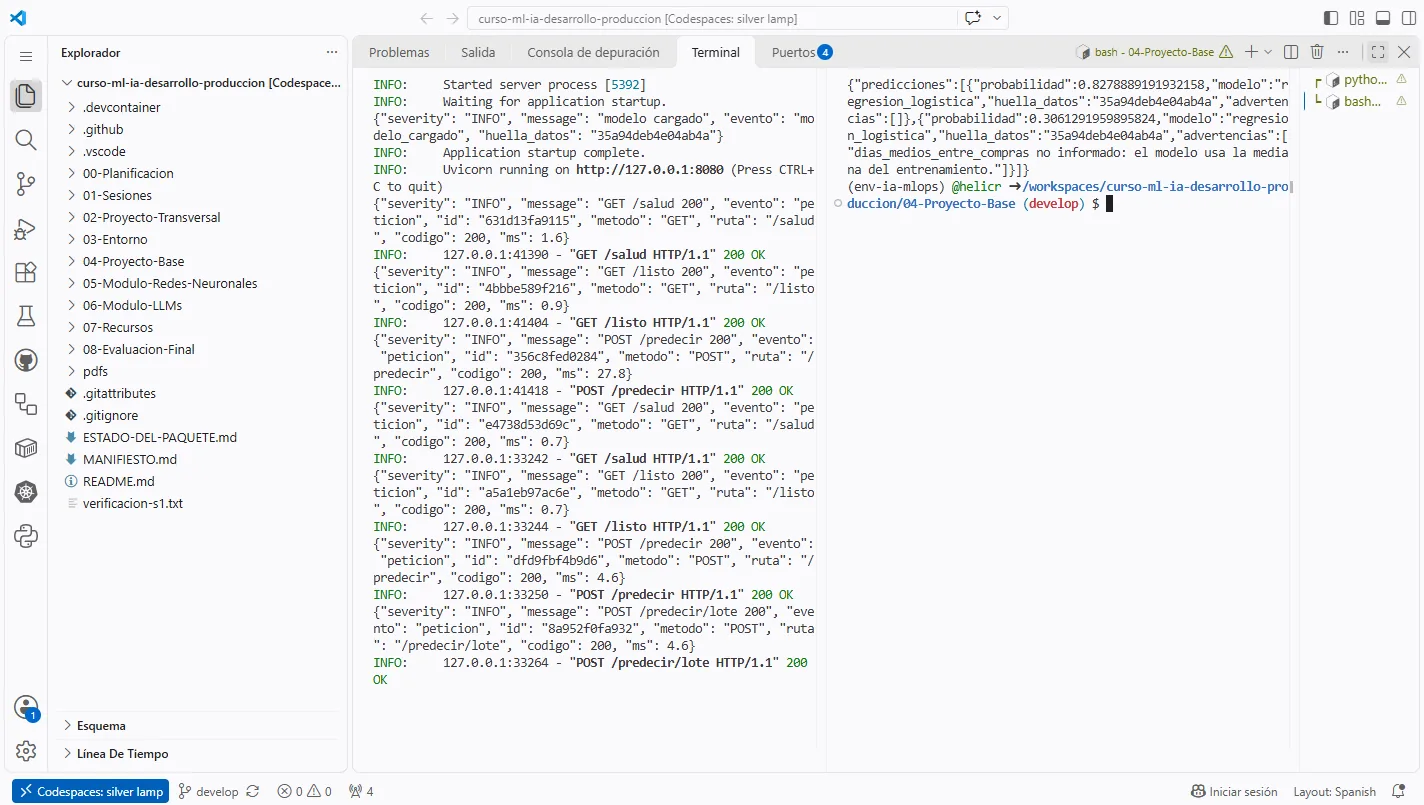 curso-ml-ia-desarrollo-produccion [Codespaces: silver lamp]
Explorador
curso-ml-ia-desarrollo-produccion [Codespace...
.devcontainer
.github
.vscode
00-Planificacion
01-Sesiones
02-Proyecto-Transversal
03-Entorno
04-Proyecto-Base
05-Modulo-Redes-Neuronales
06-Modulo-LLMs
07-Recursos
08-Evaluacion-Final
pdfs
.gitattributes
.gitignore
ESTADO-DEL-PAQUETE.md
MANIFIESTO.md
README.md
verificacion-s1.txt
Esquema
Línea De Tiempo
1
Problemas Salida Consola de depuración Terminal Puertos 4
bash - 04-Proyecto-Base
INFO: Started server process [5392]
INFO: Waiting for application startup.
{"severity": "INFO", "message": "modelo cargado", "evento": "mo
delo_cargado", "huella_datos": "35a94deb4e04ab4a"}
INFO: Application startup complete.
INFO: Uvicorn running on http://127.0.0.1:8080 (Press CTRL+
C to quit)
{"severity": "INFO", "message": "GET /salud 200", "evento": "pe
ticion", "id": "631d13fa9115", "metodo": "GET", "ruta": "/salud
", "codigo": 200, "ms": 1.6}
INFO: 127.0.0.1:41390 - "GET /salud HTTP/1.1" 200 OK
{"severity": "INFO", "message": "GET /listo 200", "evento": "pe
ticion", "id": "4bbbe589f216", "metodo": "GET", "ruta": "/listo
", "codigo": 200, "ms": 0.9}
INFO: 127.0.0.1:41404 - "GET /listo HTTP/1.1" 200 OK
{"severity": "INFO", "message": "POST /predecir 200", "evento":
"peticion", "id": "356c8fed0284", "metodo": "POST", "ruta": "/
predecir", "codigo": 200, "ms": 27.8}
INFO: 127.0.0.1:41418 - "POST /predecir HTTP/1.1" 200 OK
{"severity": "INFO", "message": "GET /salud 200", "evento": "pe
ticion", "id": "e4738d53d69c", "metodo": "GET", "ruta": "/salud
", "codigo": 200, "ms": 0.7}
INFO: 127.0.0.1:33242 - "GET /salud HTTP/1.1" 200 OK
{"severity": "INFO", "message": "GET /listo 200", "evento": "pe
ticion", "id": "a5a1eb97ac6e", "metodo": "GET", "ruta": "/listo
", "codigo": 200, "ms": 0.7}
INFO: 127.0.0.1:33244 - "GET /listo HTTP/1.1" 200 OK
{"severity": "INFO", "message": "POST /predecir 200", "evento":
"peticion", "id": "dfd9fbf4b9d6", "metodo": "POST", "ruta": "/
predecir", "codigo": 200, "ms": 4.6}
INFO: 127.0.0.1:33250 - "POST /predecir HTTP/1.1" 200 OK
{"severity": "INFO", "message": "POST /predecir/lote 200", "eve
nto": "peticion", "id": "8a952f0fa932", "metodo": "POST", "ruta
": "/predecir/lote", "codigo": 200, "ms": 4.6}
INFO: 127.0.0.1:33264 - "POST /predecir/lote HTTP/1.1" 200
OK
{"predicciones":[{"probabilidad":0.8278889191932158,"modelo":"r
egresion_logistica","huella_datos":"35a94deb4e04ab4a","adverten
cias":[]},{"probabilidad":0.3061291959895824,"modelo":"regresio
n_logistica","huella_datos":"35a94deb4e04ab4a","advertencias":[
"dias_medios_entre_compras no informado: el modelo usa la media
na del entrenamiento."]}]}
(env-ia-mlops) @helicr ➜/workspaces/curso-ml-ia-desarrollo-pro
duccion/04-Proyecto-Base (develop) $
python...
bash...
Codespaces: silver lamp develop 0 0 4 Iniciar sesión Layout: Spanish